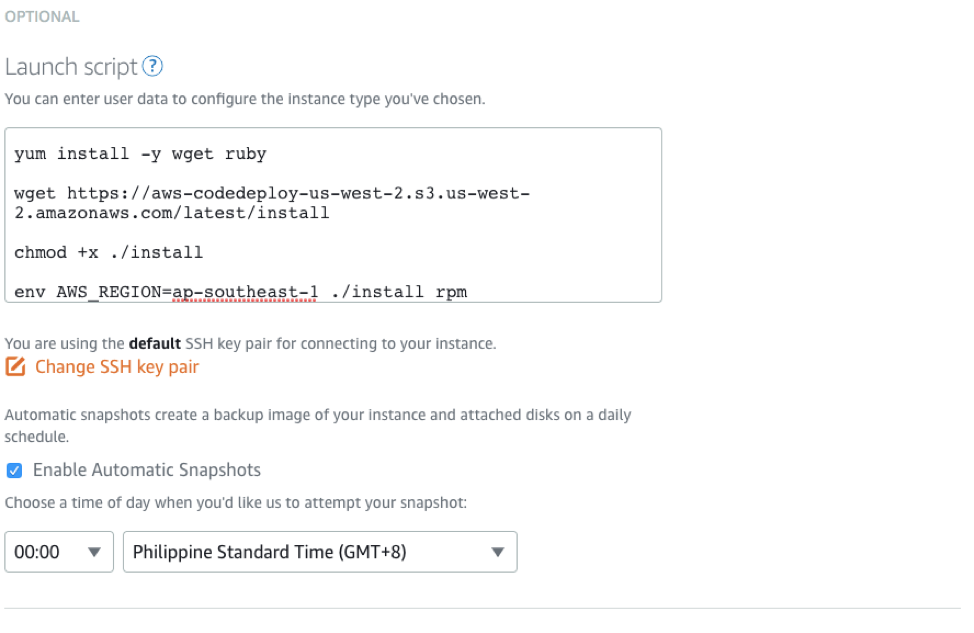 OPTIONAL
Launch script ?
You can enter user data to configure the instance type you've chosen.
yum install -y wget ruby
wget https://aws-codedeploy-us-west-2.s3.us-west-
2.amazonaws.com/latest/install
chmod +x ./install
env AWS_REGION=ap-southeast-1 ./install rpm
You are using the default SSH key pair for connecting to your instance.
Change SSH key pair
Automatic snapshots create a backup image of your instance and attached disks on a daily
schedule.
Enable Automatic Snapshots
Choose a time of day when you'd like us to attempt your snapshot:
00:00 Philippine Standard Time (GMT+8)